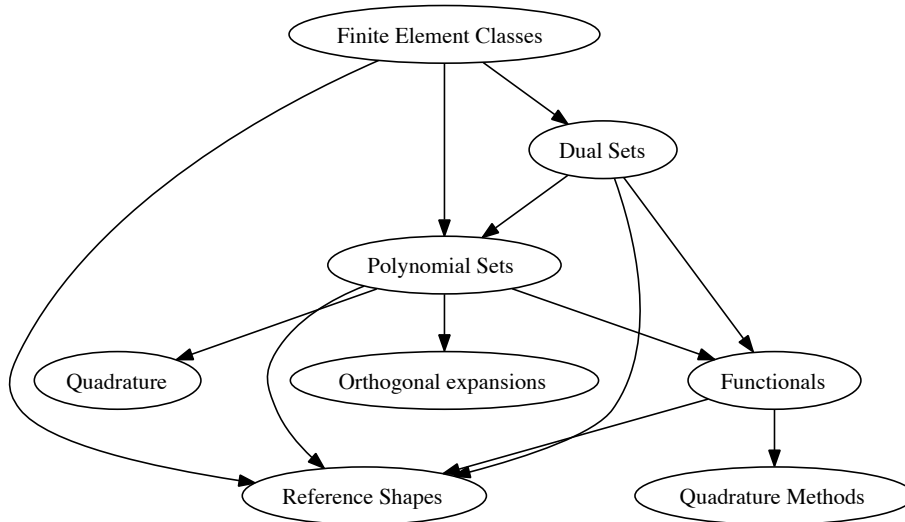 Finite Element Classes
Dual Sets
Polynomial Sets
Quadrature
Orthogonal expansions
Functionals
Reference Shapes
Quadrature Methods